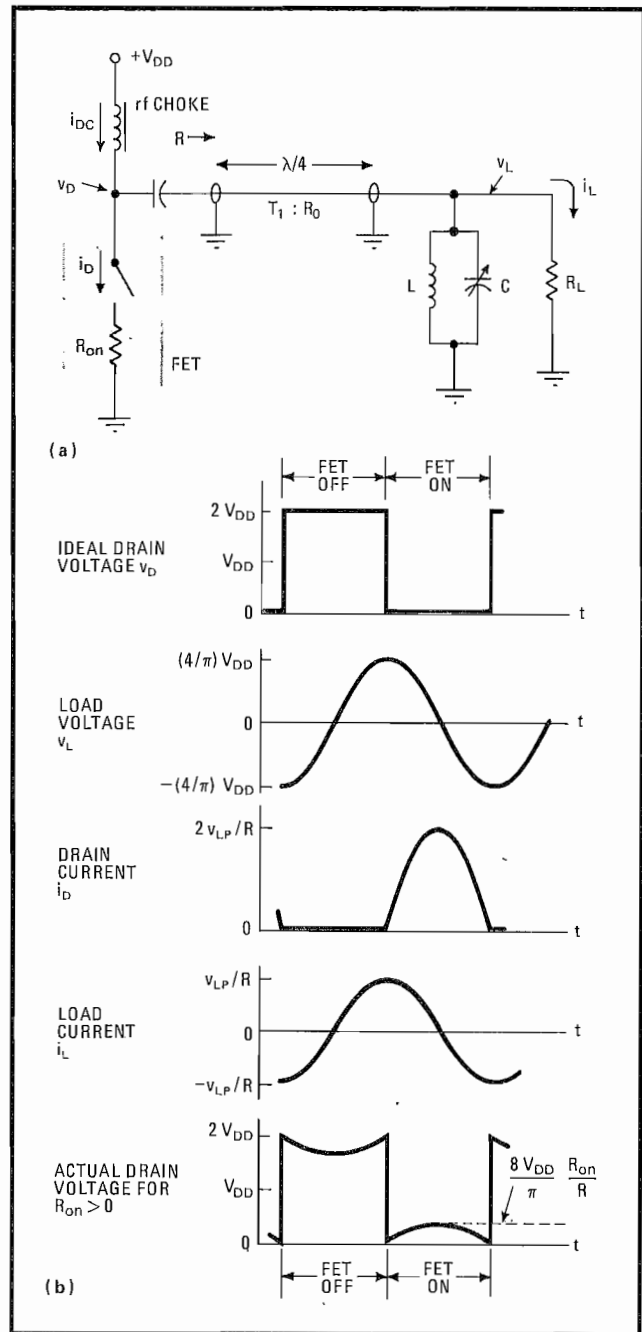 +V_DD
rf CHOKE
i_DC
R
λ/4
v_D
v_L
i_L
T_1 : R_0
i_D
L
C
R_L
R_on
FET
(a)
FET OFF
FET ON
2 V_DD
V_DD
0
t
IDEAL DRAIN
VOLTAGE v_D
(4/π) V_DD
0
t
-(4/π) V_DD
LOAD
VOLTAGE
v_L
2 v_LP/R
0
t
DRAIN
CURRENT
i_D
v_LP/R
0
t
-v_LP/R
LOAD
CURRENT
i_L
2 V_DD
V_DD
0
t
ACTUAL DRAIN
VOLTAGE FOR
R_on > 0
8 V_DD/π R_on/R
FET OFF
FET ON
(b)